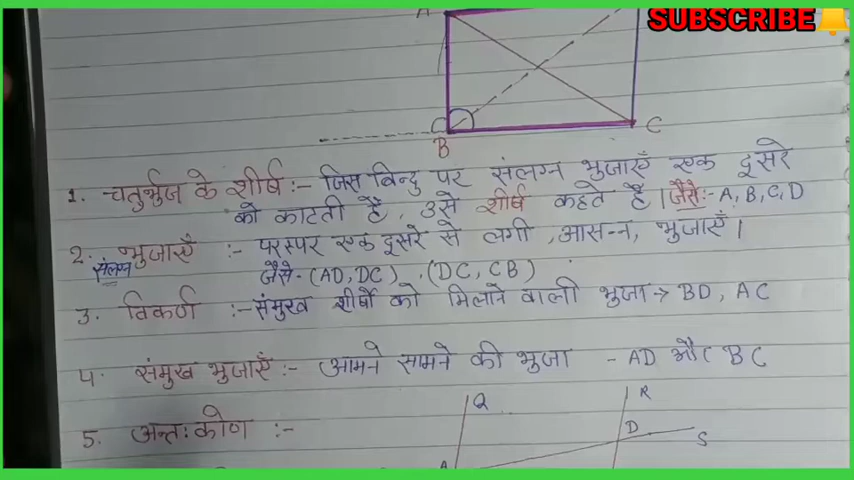 A
SUBSCRIBE
B
C
1. चतुर्भुज के शीर्ष :- जिस बिन्दु पर संलग्न भुजाएँ एक दूसरे
को काटती है, उसे शीर्ष कहते हैं। जैसे:- A, B, C, D
2. भुजाएँ :- परस्पर एक दूसरे से लगी, आसन्न, भुजाएँ।
संलग्न जैसे- (AD, DC), (DC, CB)
3. विकर्ण :- संमुख शीर्षों को मिलाने वाली भुजा → BD, AC
4. संमुख भुजाएँ :- आमने सामने की भुजा - AD और BC
5. अन्तः कोण :-
Q
R
D
S
A